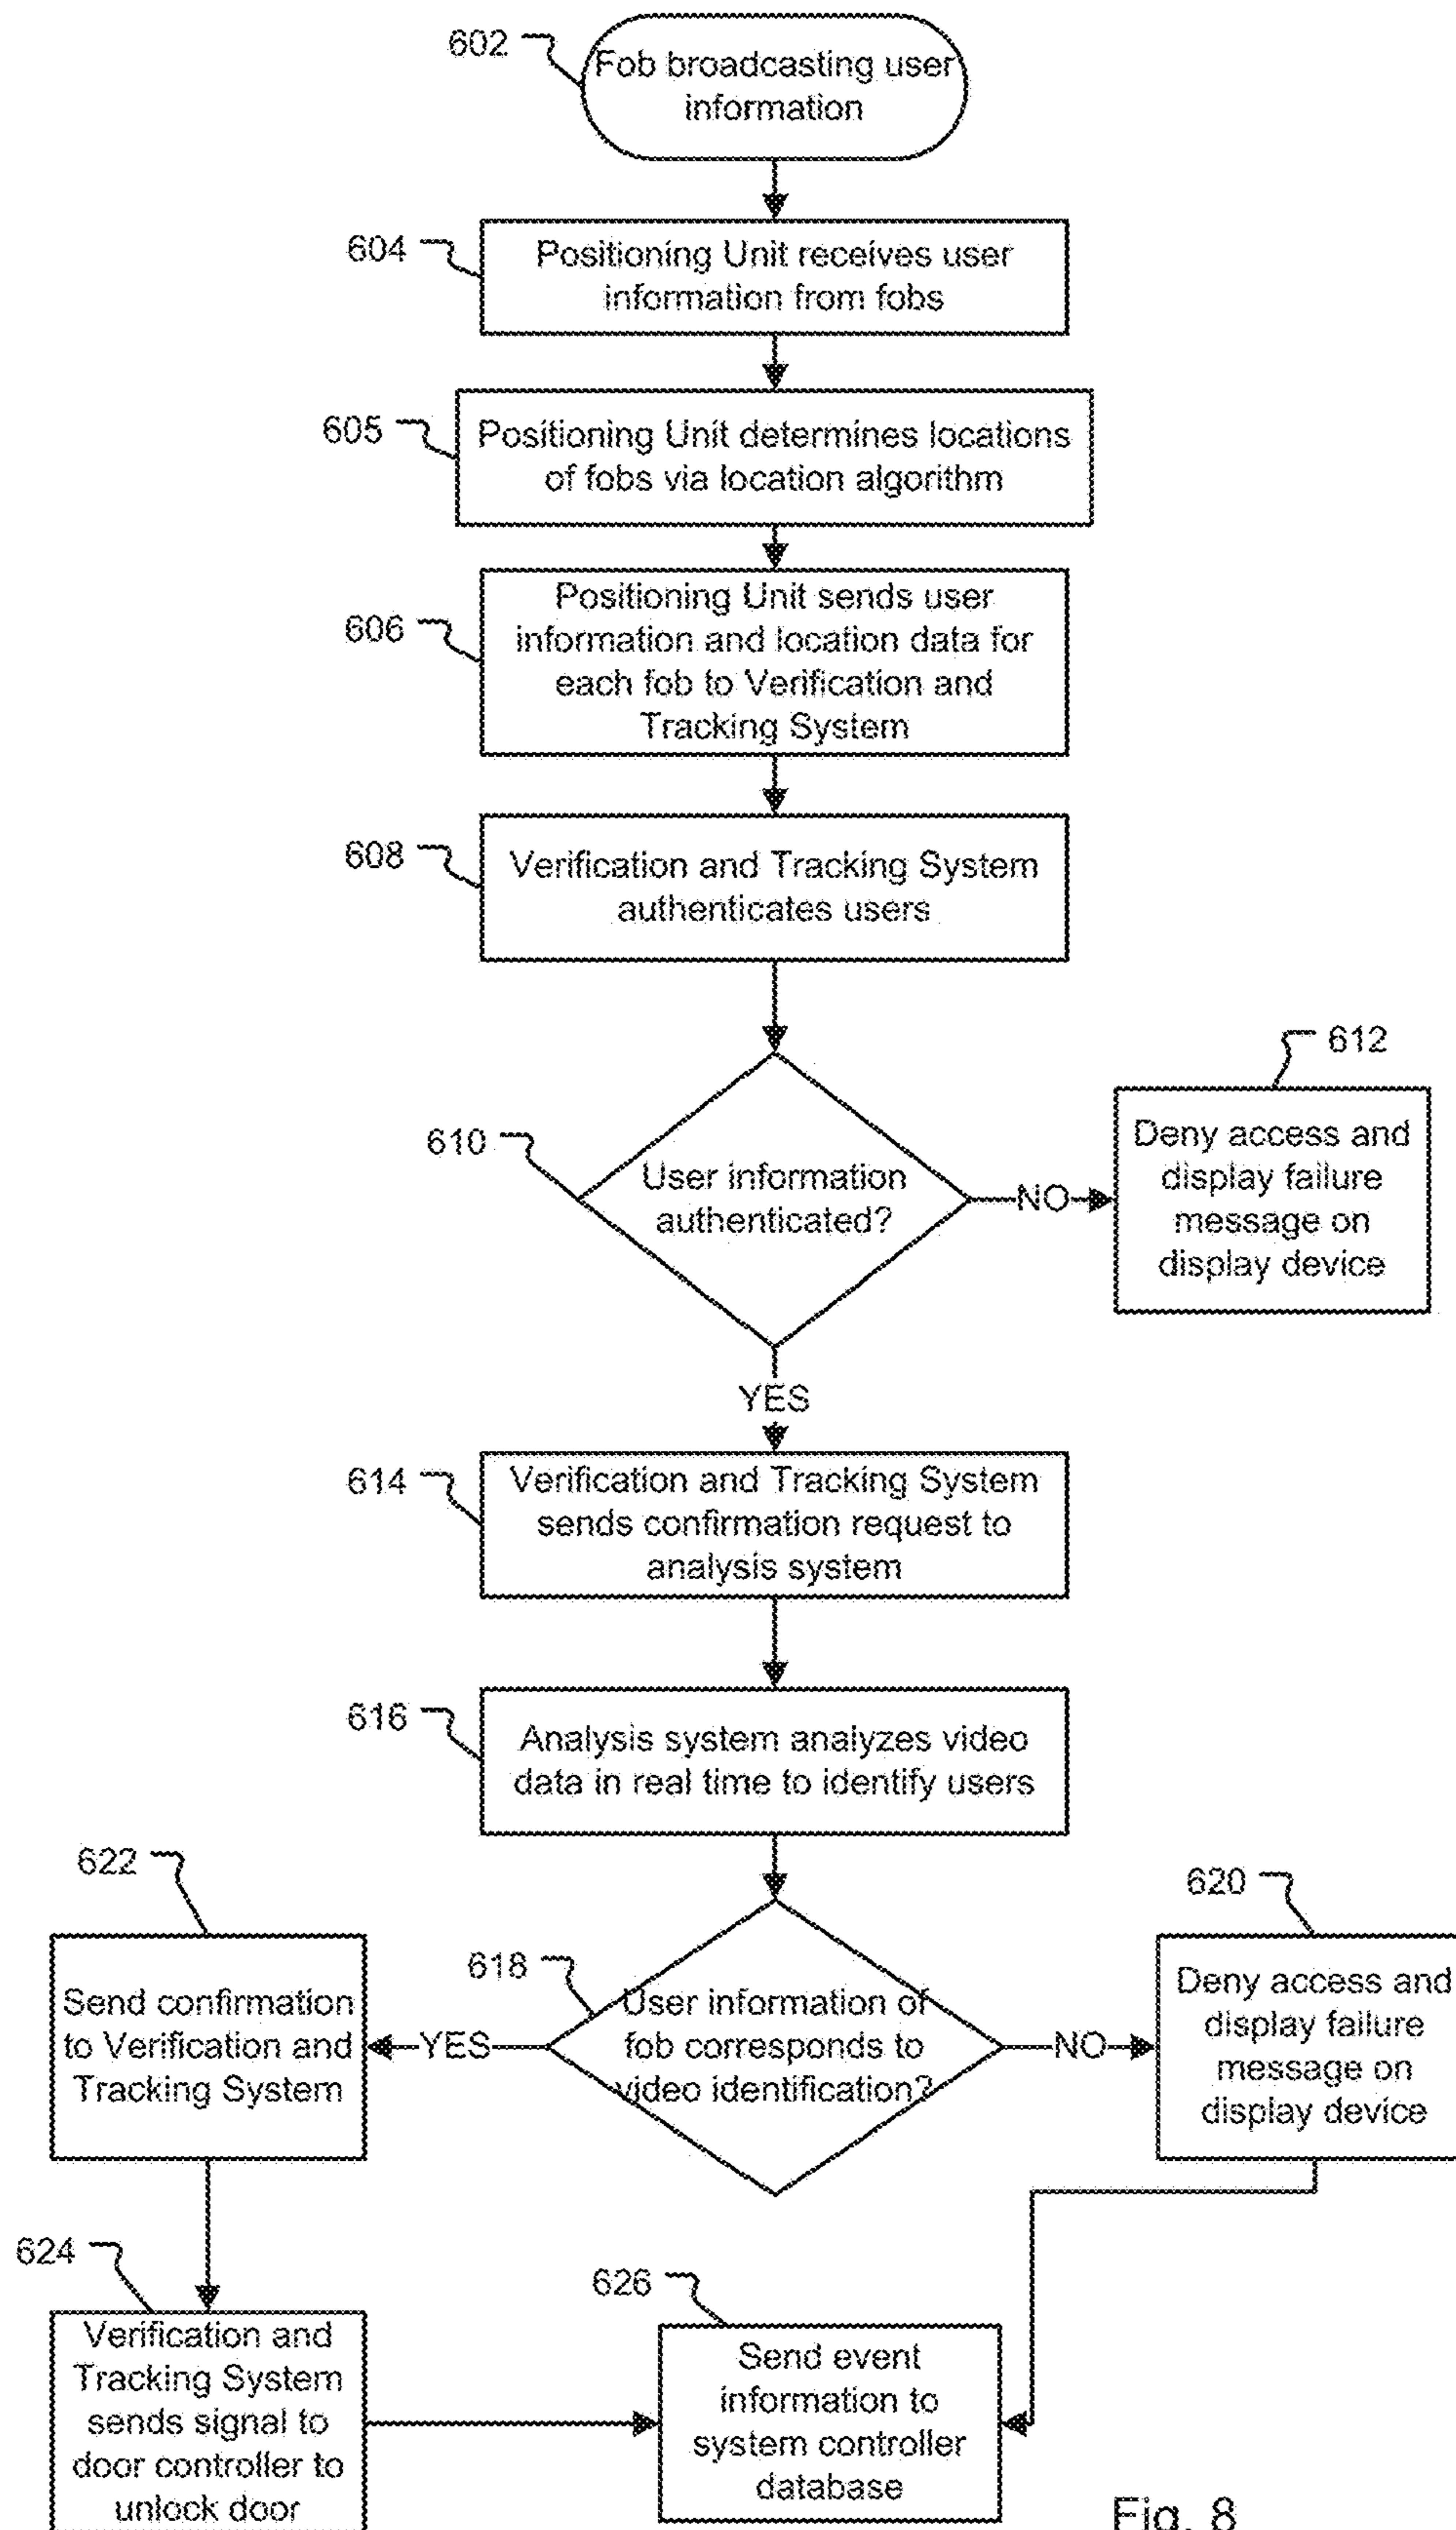 602
Fob broadcasting user
information
604
Positioning Unit receives user
information from fobs
605
Positioning Unit determines locations
of fobs via location algorithm
606
Positioning Unit sends user
information and location data for
each fob to Verification and
Tracking System
608
Verification and Tracking System
authenticates users
610
User information
authenticated?
NO
612
Deny access and
display failure
message on
display device
YES
614
Verification and Tracking System
sends confirmation request to
analysis system
616
Analysis system analyzes video
data in real time to identify users
618
User information of
fob corresponds to
video identification?
NO
620
Deny access and
display failure
message on
display device
YES
622
Send confirmation
to Verification and
Tracking System
624
Verification and
Tracking System
sends signal to
door controller to
unlock door
626
Send event
information to
system controller
database
Fig. 8